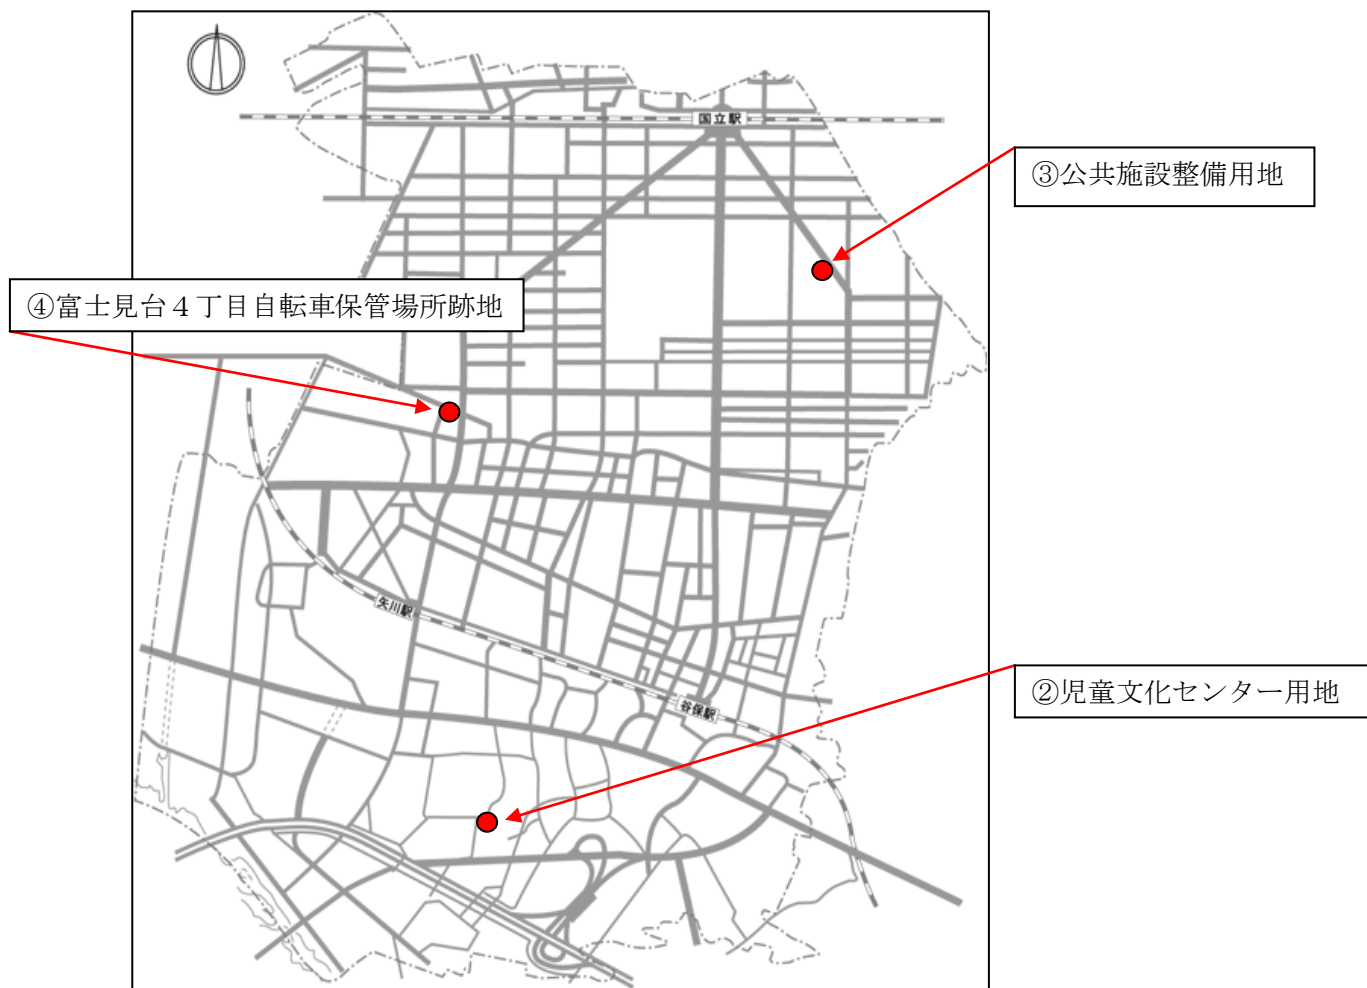 国立駅
③公共施設整備用地
④富士見台４丁目自転車保管場所跡地
矢川駅
②児童文化センター用地
谷保駅